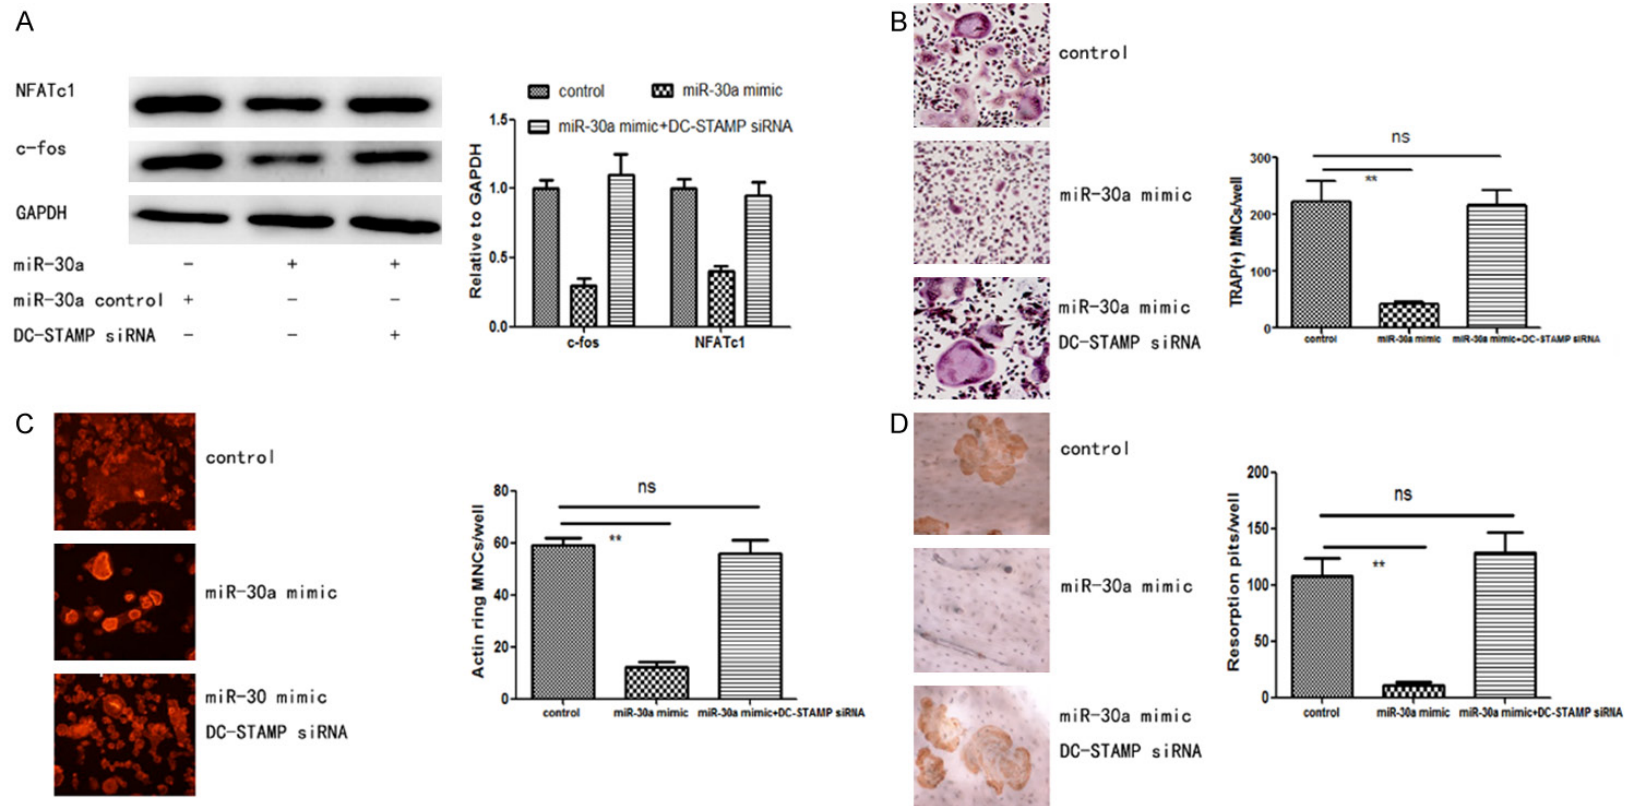 A
NFATc1
c-fos
GAPDH
miR-30a - + +
miR-30a control + - -
DC-STAMP siRNA - - +
control miR-30a mimic
miR-30a mimic+DC-STAMP siRNA
Relative to GAPDH
1.5
1.0
0.5
0.0
c-fos NFATc1
B
control
miR-30a mimic
miR-30a mimic
DC-STAMP siRNA
TRAP(+) MNCs/well
300
200
100
0
ns
**
control miR-30a mimic miR-30a mimic+DC-STAMP siRNA
C
control
miR-30a mimic
miR-30 mimic
DC-STAMP siRNA
Actin ring MNCs/well
80
60
40
20
0
ns
**
control miR-30a mimic miR-30a mimic+DC-STAMP siRNA
D
control
miR-30a mimic
miR-30a mimic
DC-STAMP siRNA
Resorption pits/well
200
150
100
50
0
ns
**
control miR-30a mimic miR-30a mimic+DC-STAMP siRNA